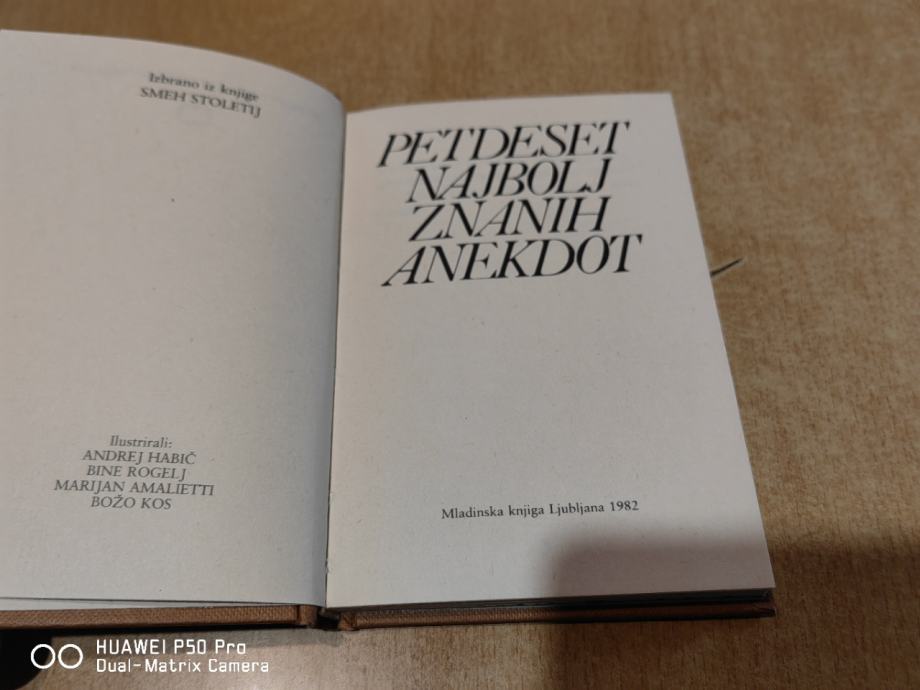 Izbrano iz knjige
SMEH STOLETIJ
Ilustrirali:
ANDREJ HABIČ
BINE ROGELJ
MARIJAN AMALIETTI
BOŽO KOS
PETDESET
NAJBOLJ
ZNANIH
ANEKDOT
Mladinska knjiga Ljubljana 1982
HUAWEI P50 Pro
Dual-Matrix Camera